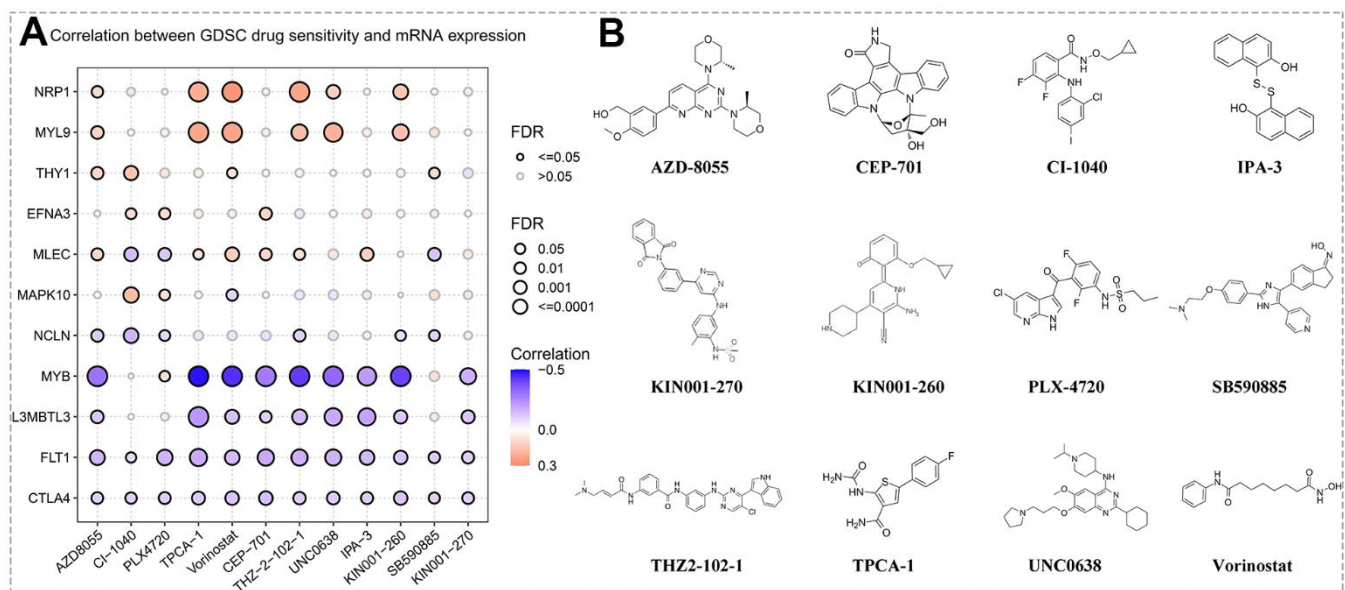 A Correlation between GDSC drug sensitivity and mRNA expression
NRP1
MYL9
THY1
EFNA3
MLEC
MAPK10
NCLN
MYB
L3MBTL3
FLT1
CTLA4
AZD8055
CI-1040
PLX4720
TPCA-1
Vorinostat
CEP-701
THZ-2-102-1
UNC0638
IPA-3
KIN001-260
SB590885
KIN001-270
FDR
<=0.05
>0.05
FDR
0.05
0.01
0.001
<=0.0001
Correlation
−0.5
0.0
0.3
B
AZD-8055
CEP-701
CI-1040
IPA-3
KIN001-270
KIN001-260
PLX-4720
SB590885
THZ2-102-1
TPCA-1
UNC0638
Vorinostat